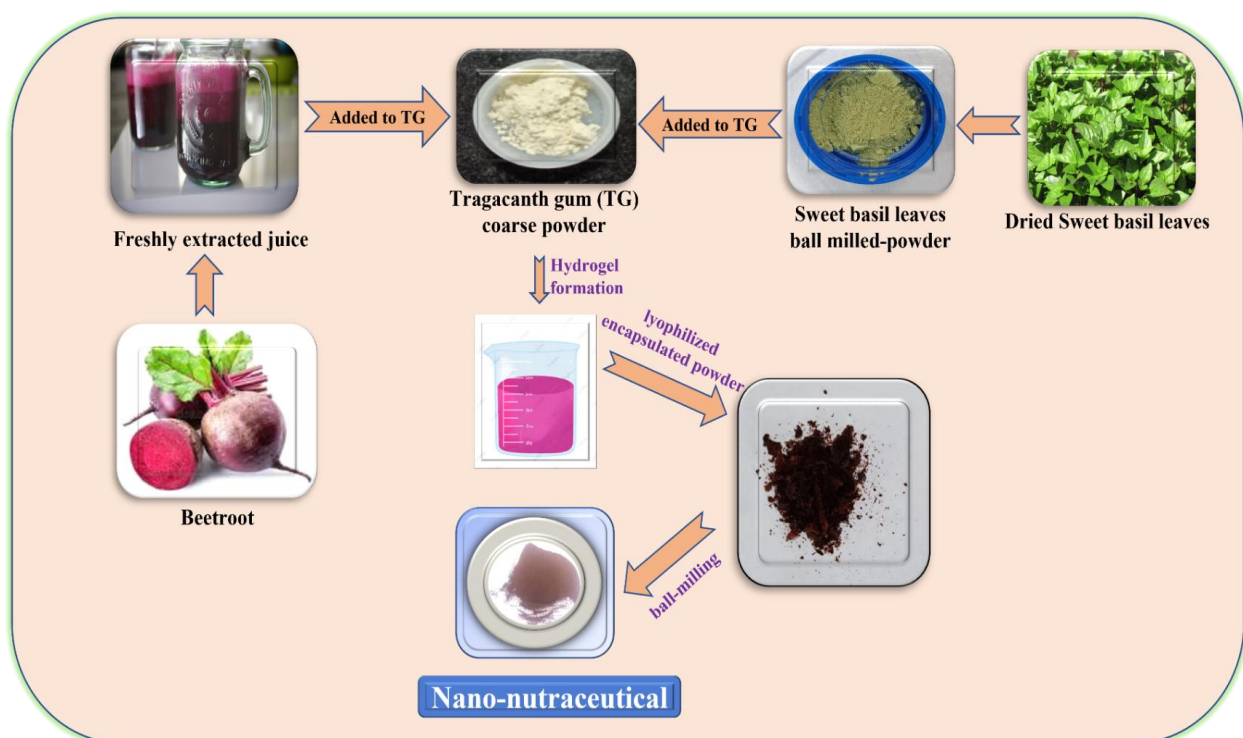 Added to TG
Added to TG
Freshly extracted juice
Tragacanth gum (TG)
coarse powder
Sweet basil leaves
ball milled-powder
Dried Sweet basil leaves
Hydrogel
formation
lyophilized
encapsulated powder
Beetroot
ball-milling
Nano-nutraceutical